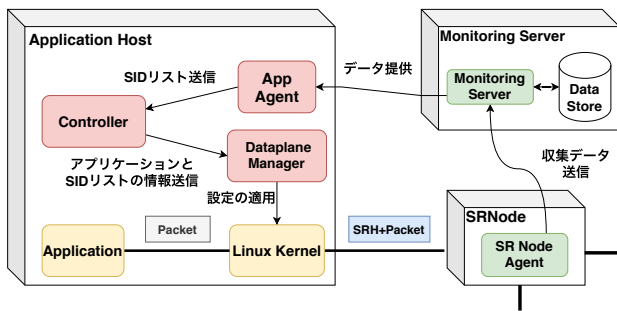 Application Host
Monitoring Server
SIDリスト送信
データ提供
App
Agent
Monitoring
Server
Data
Store
Controller
Dataplane
Manager
アプリケーションと
SIDリストの情報送信
収集データ
送信
設定の適用
SRNode
Packet
SRH+Packet
Application
Linux Kernel
SR Node
Agent